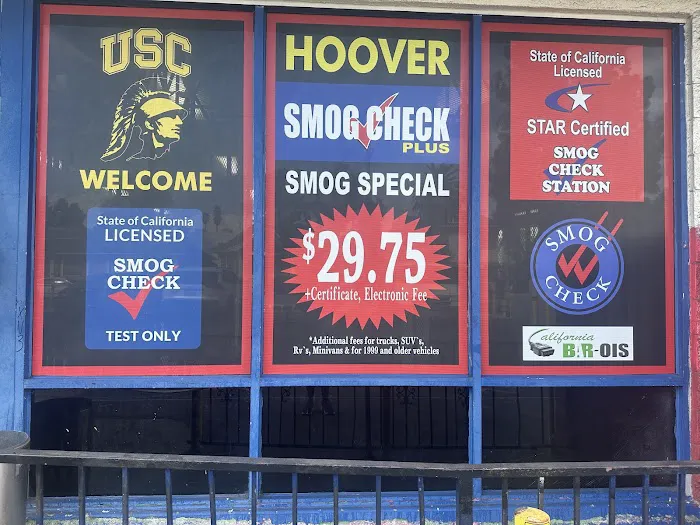 USC
WELCOME
State of California
LICENSED
SMOG
CHECK
TEST ONLY
HOOVER
SMOG CHECK
PLUS
SMOG SPECIAL
$29.75
+Certificate, Electronic Fee
*Additional fees for trucks, SUV's,
Rv's, Minivans & for 1999 and older vehicles
State of California
Licensed
STAR Certified
SMOG
CHECK
STATION
SMOG
CHECK
California
BAR-OIS